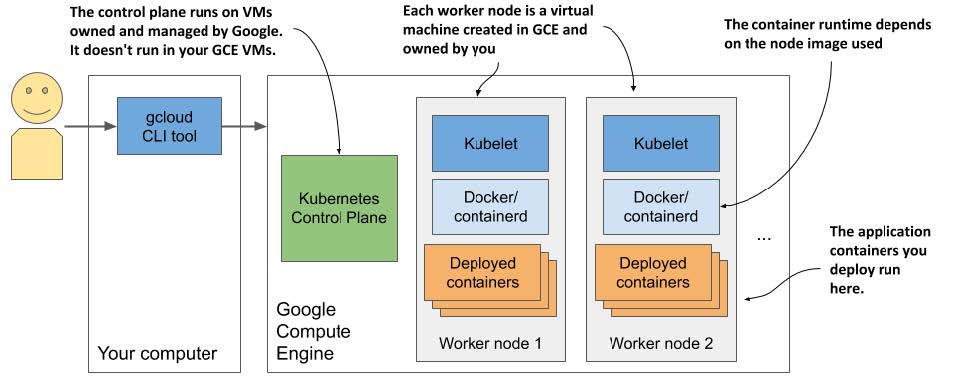 The control plane runs on VMs
owned and managed by Google.
It doesn't run in your GCE VMs.
Each worker node is a virtual
machine created in GCE and
owned by you
The container runtime depends
on the node image used
gcloud
CLI tool
Your computer
Kubernetes
Control Plane
Google
Compute
Engine
Kubelet
Docker/
containerd
Deployed
containers
Worker node 1
Kubelet
Docker/
containerd
Deployed
containers
Worker node 2
...
The application
containers you
deploy run
here.